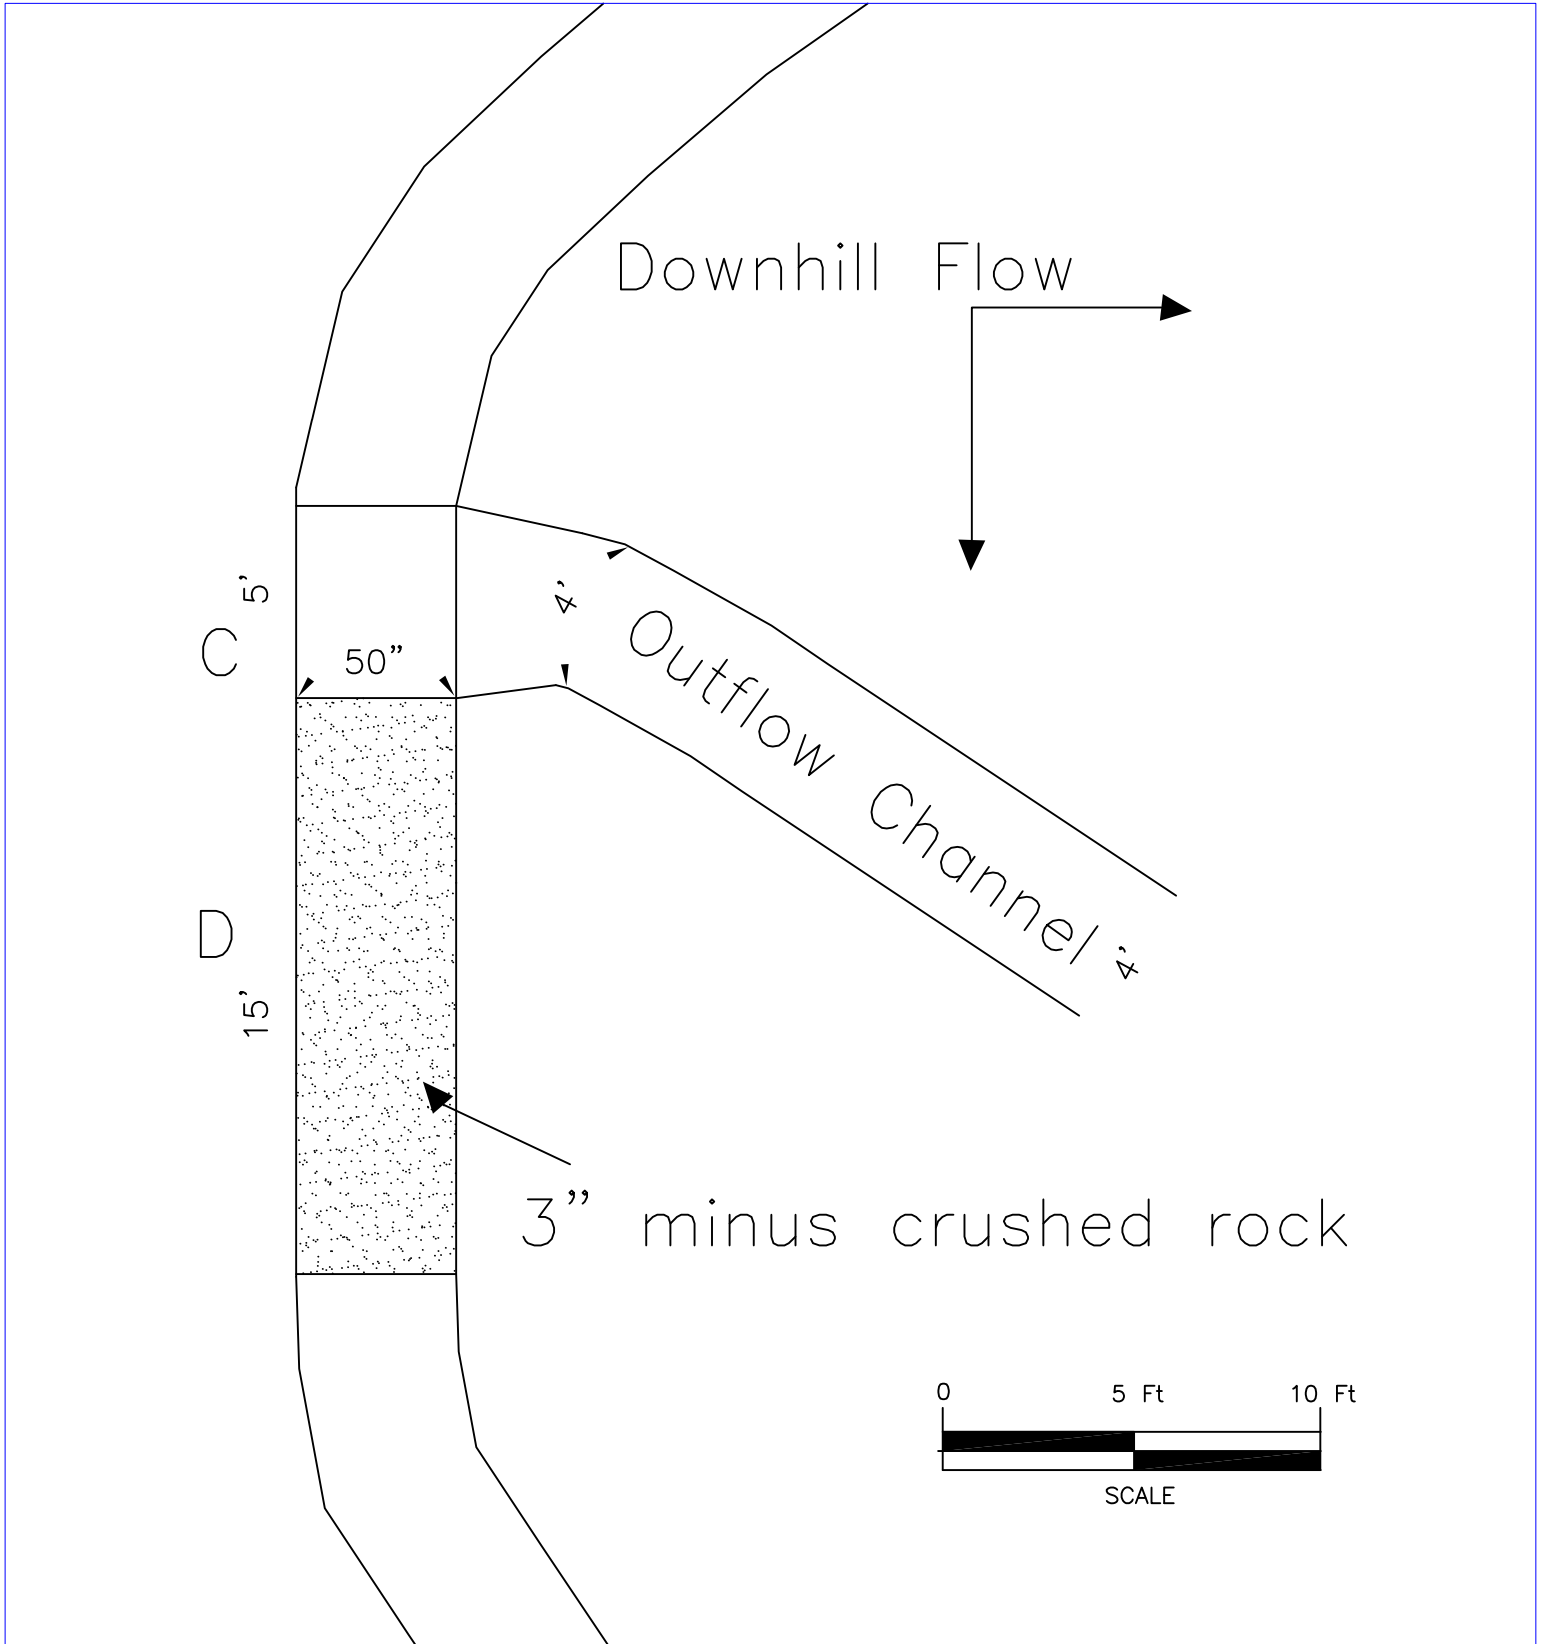 Downhill Flow
5'
C
50"
4'
Outflow Channel
4'
D
15'
3" minus crushed rock
0 5 Ft 10 Ft
SCALE